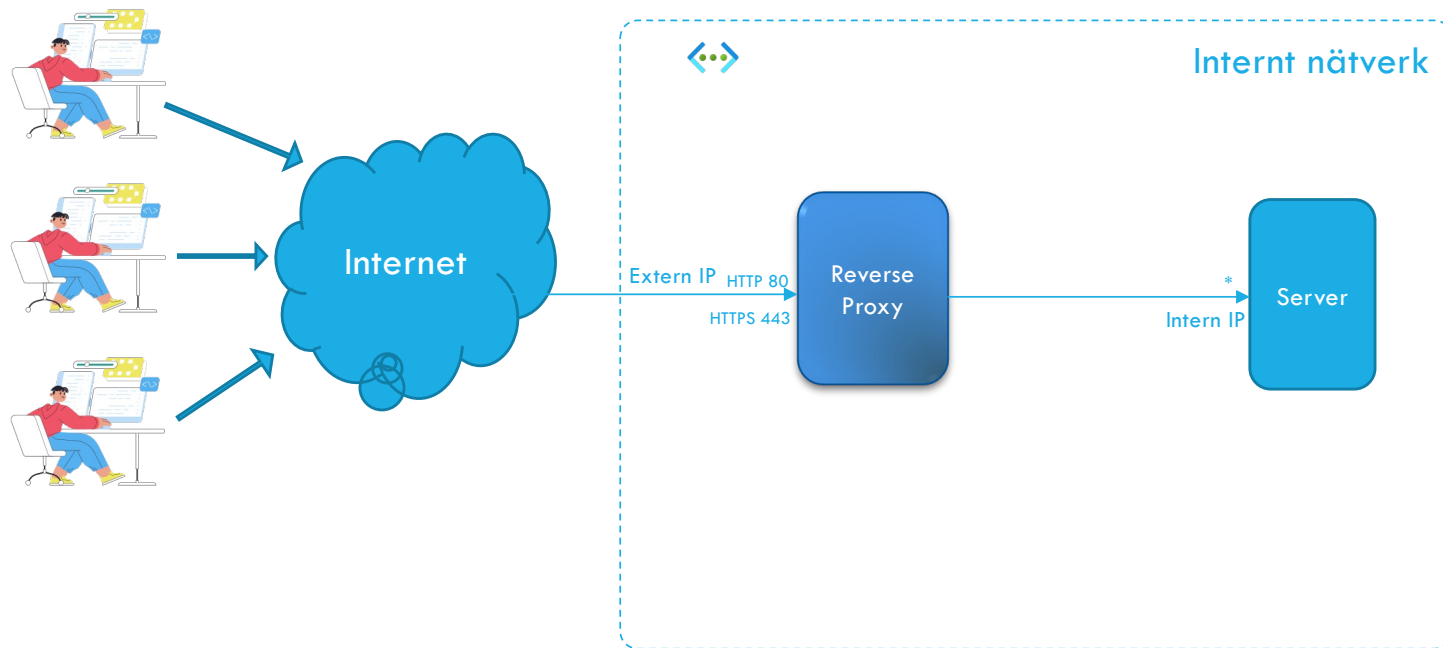 Internt nätverk
Internet
Extern IP
HTTP 80
HTTPS 443
Reverse
Proxy
*
Intern IP
Server